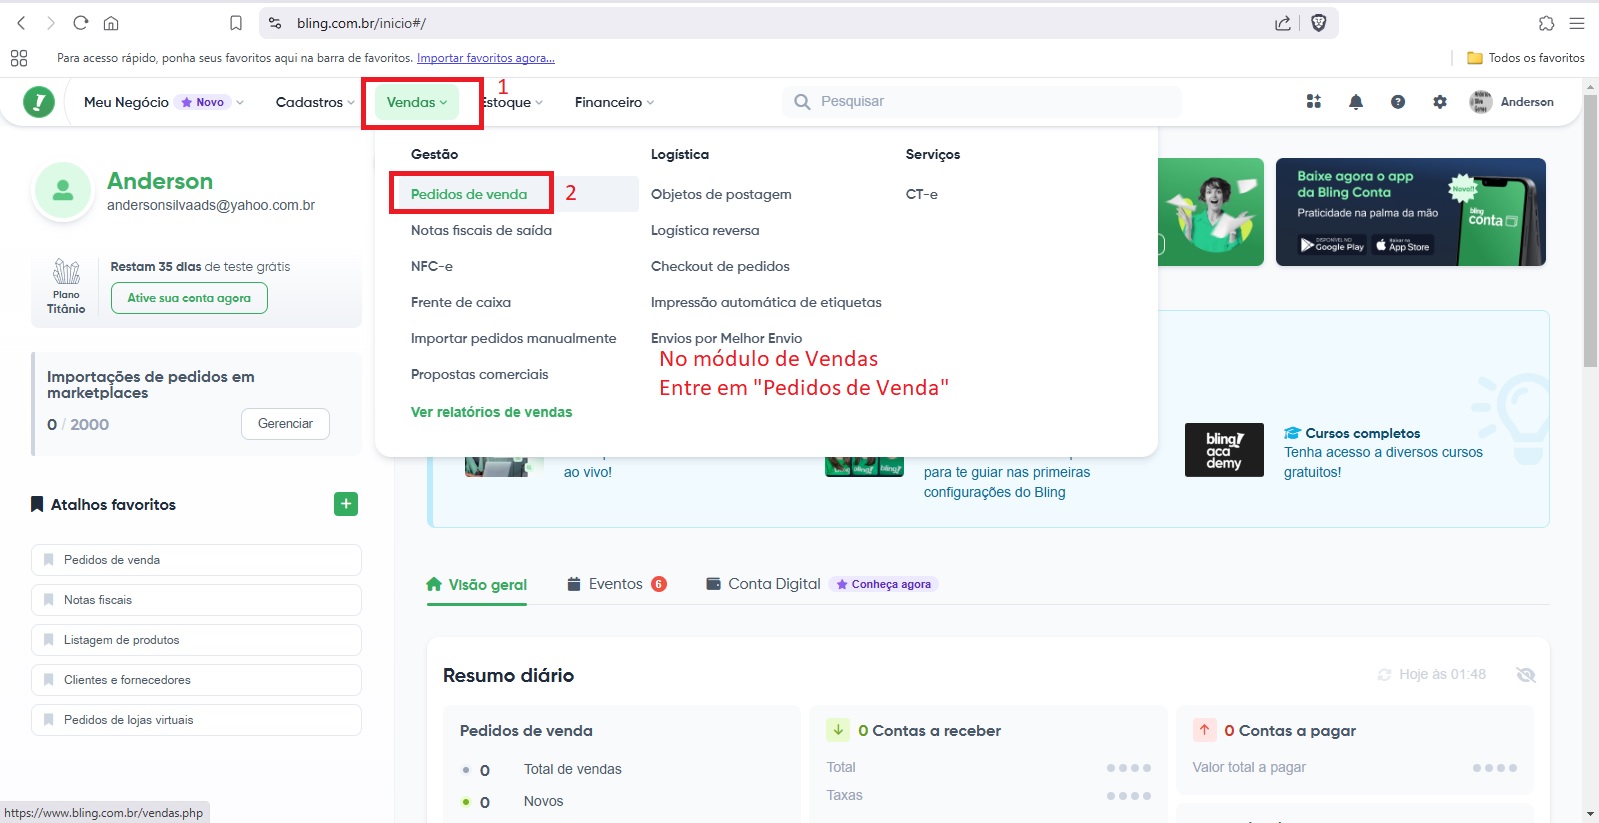 bling.com.br/inicio#/
Para acesso rápido, ponha seus favoritos aqui na barra de favoritos. Importar favoritos agora...
Todos os favoritos
Meu Negócio
Novo
Cadastros
Vendas
1
Estoque
Financeiro
Pesquisar
Anderson
Anderson
andersonsilvaads@yahoo.com.br
Restam 35 dias de teste grátis
Plano
Titânio
Ative sua conta agora
Importações de pedidos em
marketplaces
0 / 2000
Gerenciar
Atalhos favoritos
+
Pedidos de venda
Notas fiscais
Listagem de produtos
Clientes e fornecedores
Pedidos de lojas virtuais
Gestão
Pedidos de venda
2
Notas fiscais de saída
NFC-e
Frente de caixa
Importar pedidos manualmente
Propostas comerciais
Ver relatórios de vendas
Logística
Objetos de postagem
Logística reversa
Checkout de pedidos
Impressão automática de etiquetas
Envios por Melhor Envio
Serviços
CT-e
No módulo de Vendas
Entre em "Pedidos de Venda"
Baixe agora o app
da Bling Conta
Praticidade na palma da mão
DISPONÍVEL NO
Google Play
App Store
Novo!!
bling
conta
ao vivo!
para te guiar nas primeiras
configurações do Bling
bling!
aca
demy
Cursos completos
Tenha acesso a diversos cursos
gratuitos!
Visão geral
Eventos
6
Conta Digital
Conheça agora
Resumo diário
Hoje às 01:48
Pedidos de venda
0 Total de vendas
0 Novos
0 Contas a receber
Total
Taxas
0 Contas a pagar
Valor total a pagar
https://www.bling.com.br/vendas.php